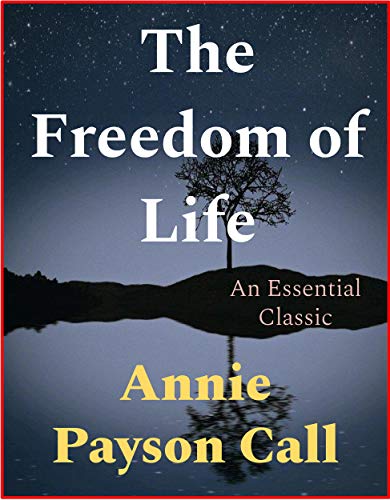 The
Freedom of
Life
An Essential
Classic
Annie
Payson Call